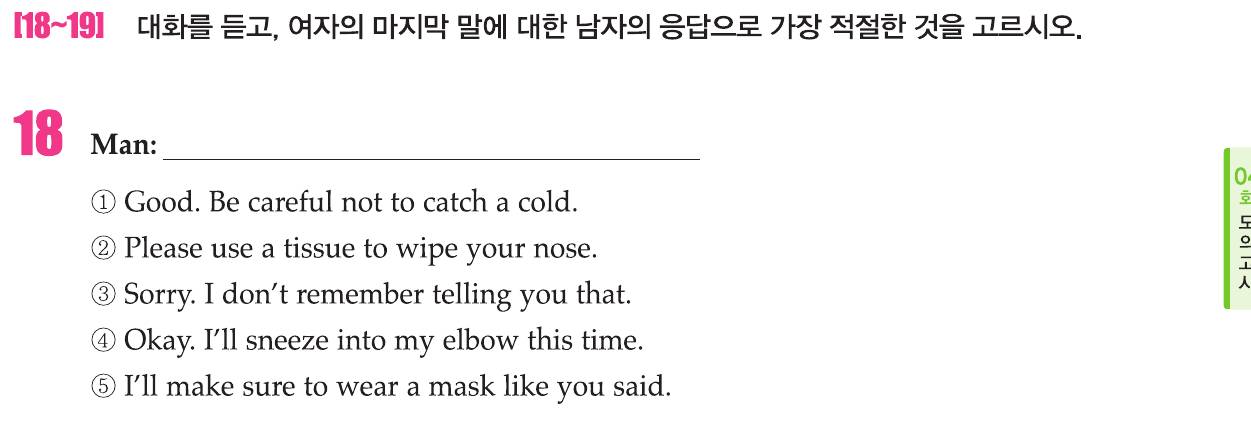 [18~19] 대화를 듣고, 여자의 마지막 말에 대한 남자의 응답으로 가장 적절한 것을 고르시오.
18 Man:
① Good. Be careful not to catch a cold.
② Please use a tissue to wipe your nose.
③ Sorry. I don't remember telling you that.
④ Okay. I'll sneeze into my elbow this time.
⑤ I'll make sure to wear a mask like you said.